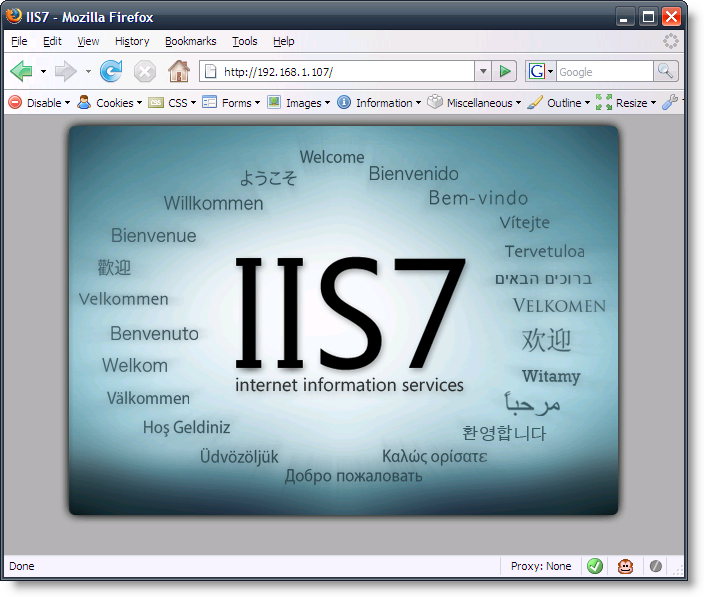 IIS7 - Mozilla Firefox
File Edit View History Bookmarks Tools Help
http://192.168.1.107/ G Google
Disable Cookies CSS Forms Images Information Miscellaneous Outline Resize
Welcome
Bienvenido
ようこそ
Bem-vindo
Willkommen
Vítejte
Bienvenue
Tervetuloa
歡迎
ברוכים הבאים
Velkommen
VELKOMEN
IIS7
internet information services
Benvenuto
欢迎
Welkom
Witamy
Välkommen
مرحباً
Hoş Geldiniz
환영합니다
Üdvözöljük
Καλώς ορίσατε
Добро пожаловать
Done Proxy: None